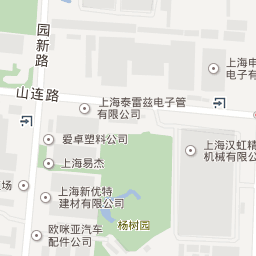 园新路
上海申
电子有
山连路
上海泰雷兹电子管
有限公司
爱卓塑料公司
上海汉虹精
机械有限公
上海易杰
场
上海新优特
建材有限公司
杨树园
欧咪亚汽车
配件公司